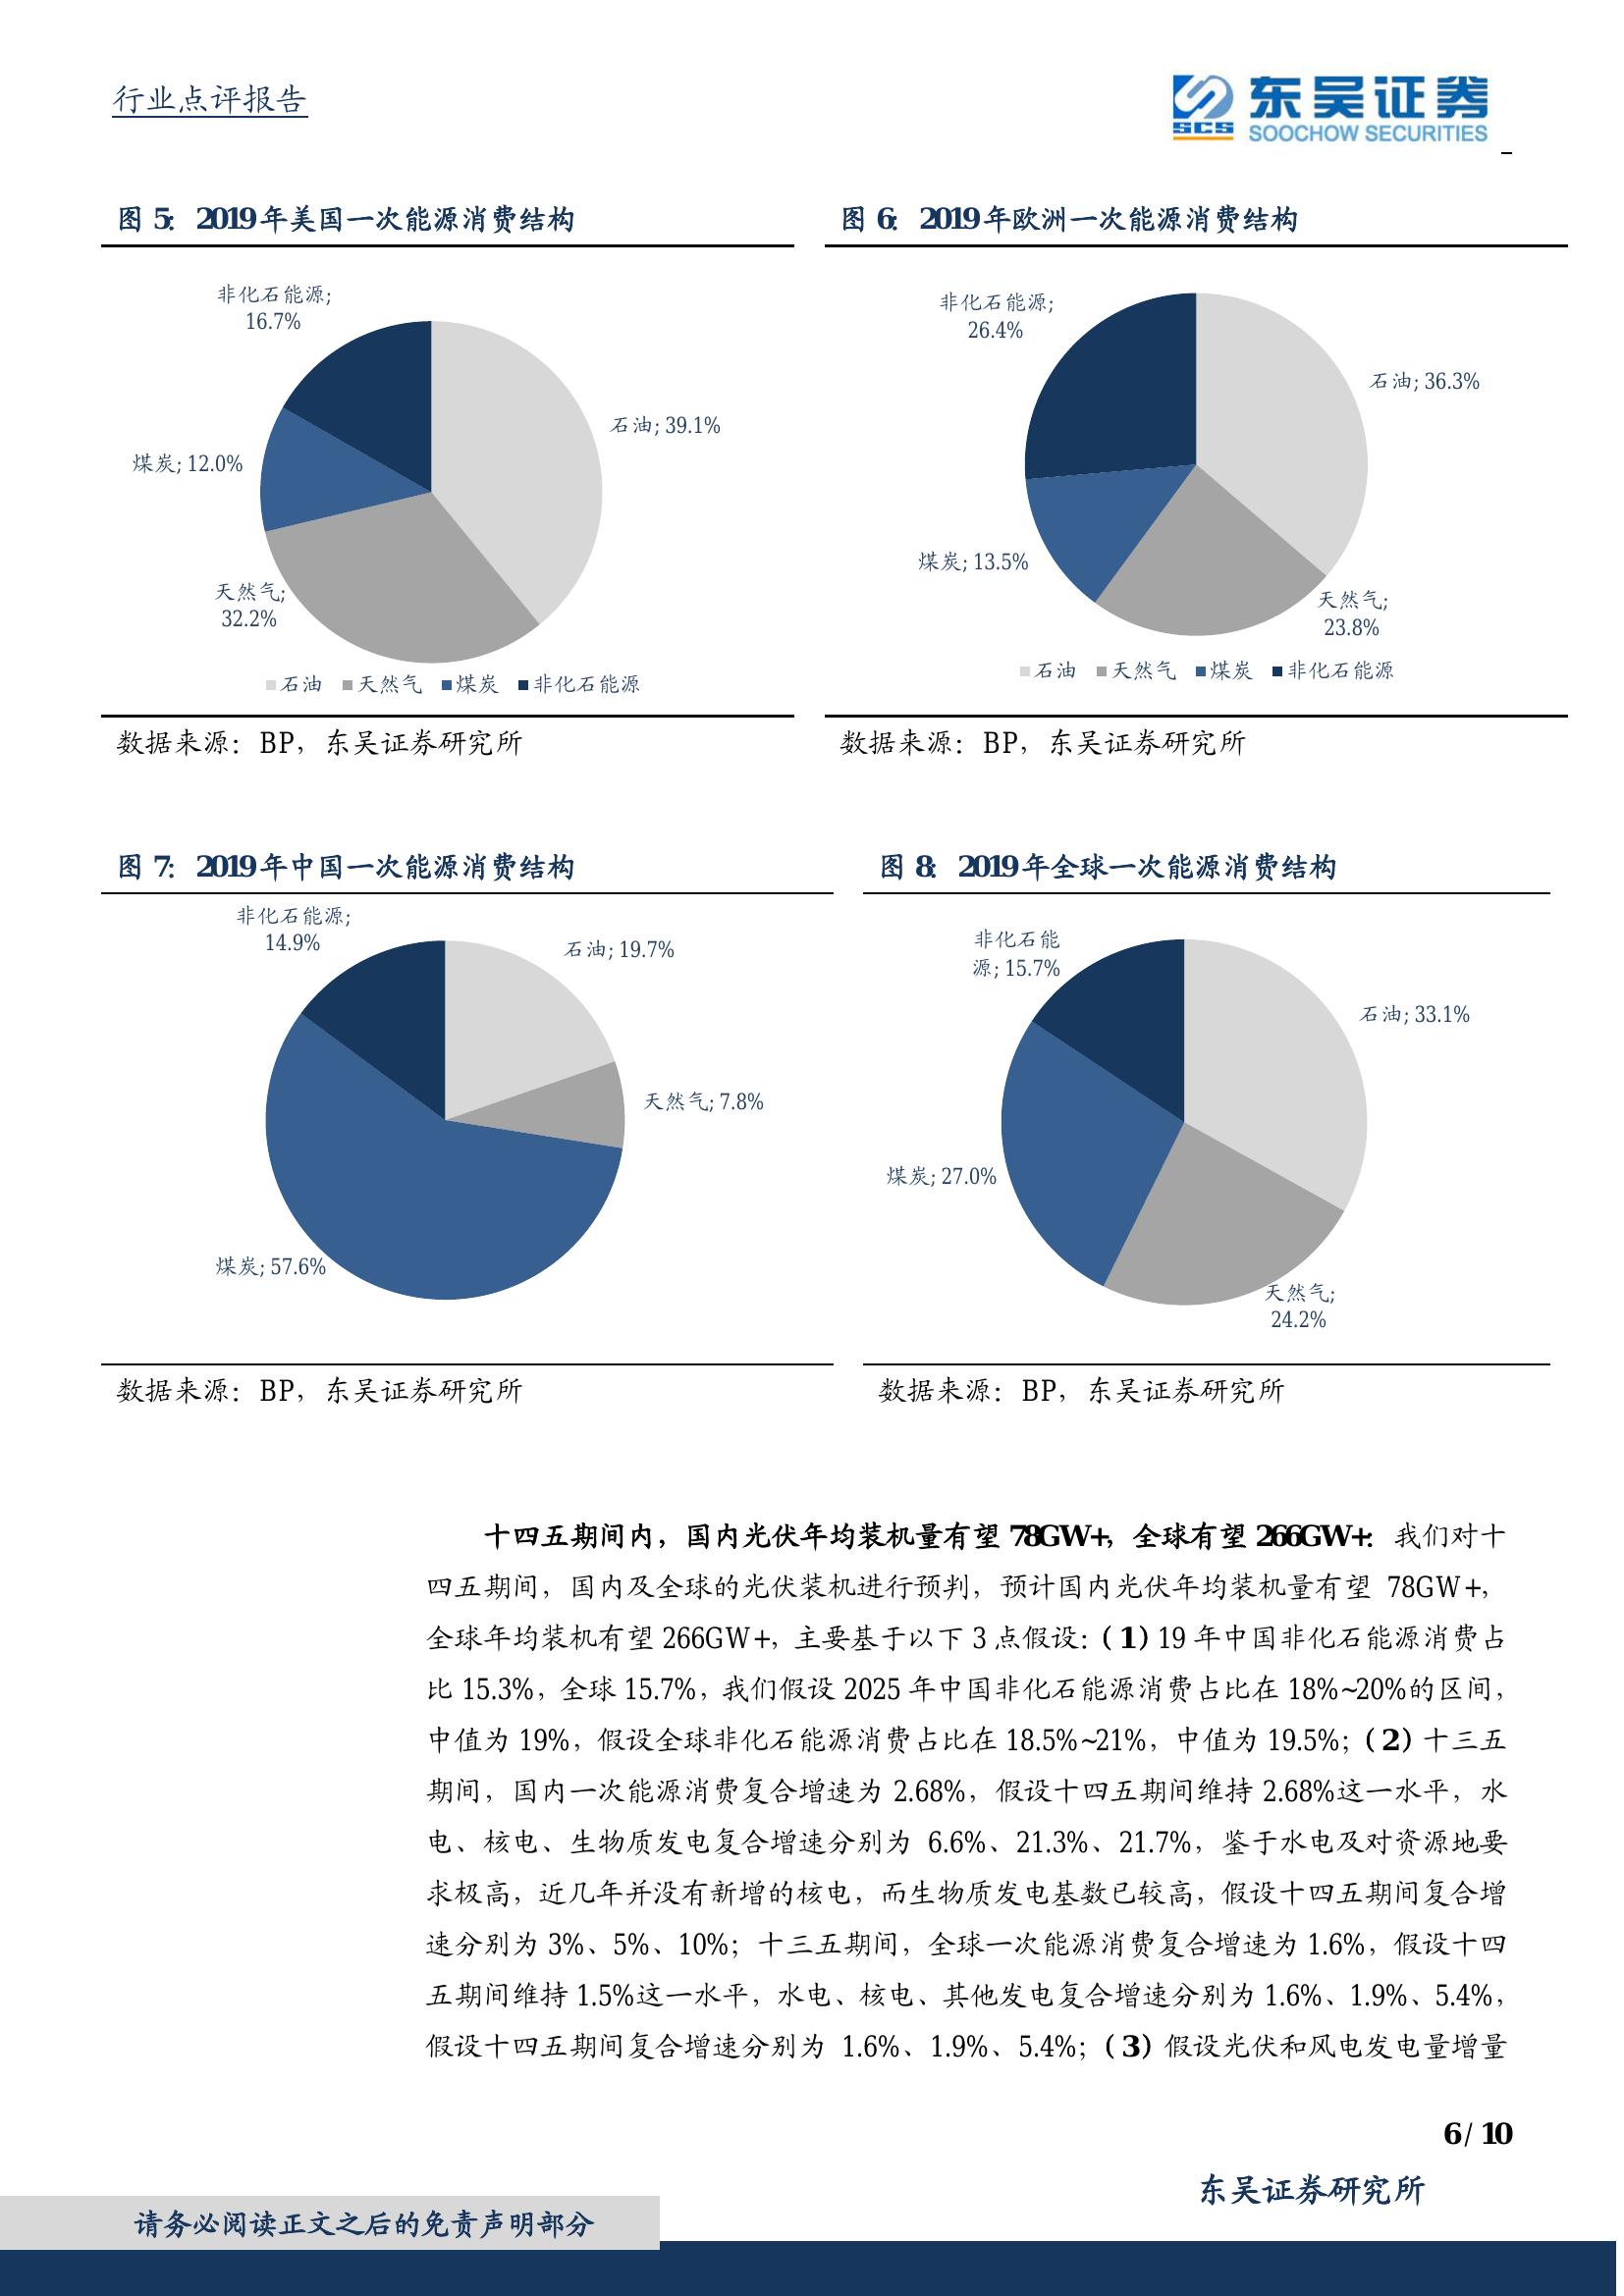 行业点评报告
SCS
东吴证券
SOOCHOW SECURITIES
图 5： 2019 年美国一次能源消费结构
非化石能源;
16.7%
石油; 39.1%
煤炭; 12.0%
天然气;
32.2%
石油 天然气 煤炭 非化石能源
数据来源：BP，东吴证券研究所
图 6： 2019 年欧洲一次能源消费结构
非化石能源;
26.4%
石油; 36.3%
煤炭; 13.5%
天然气;
23.8%
石油 天然气 煤炭 非化石能源
数据来源：BP，东吴证券研究所
图 7： 2019 年中国一次能源消费结构
非化石能源;
14.9%
石油; 19.7%
天然气; 7.8%
煤炭; 57.6%
数据来源：BP，东吴证券研究所
图 8： 2019 年全球一次能源消费结构
非化石能
源; 15.7%
石油; 33.1%
煤炭; 27.0%
天然气;
24.2%
数据来源：BP，东吴证券研究所
十四五期间内，国内光伏年均装机量有望 78GW+，全球有望 266GW+：我们对十
四五期间，国内及全球的光伏装机进行预判，预计国内光伏年均装机量有望 78GW+，
全球年均装机有望 266GW+，主要基于以下 3 点假设：（1）19 年中国非化石能源消费占
比 15.3%，全球 15.7%，我们假设 2025 年中国非化石能源消费占比在 18%~20%的区间，
中值为 19%，假设全球非化石能源消费占比在 18.5%~21%，中值为 19.5%；（2）十三五
期间，国内一次能源消费复合增速为 2.68%，假设十四五期间维持 2.68%这一水平，水
电、核电、生物质发电复合增速分别为 6.6%、21.3%、21.7%，鉴于水电及对资源地要
求极高，近几年并没有新增的核电，而生物质发电基数已较高，假设十四五期间复合增
速分别为 3%、5%、10%；十三五期间，全球一次能源消费复合增速为 1.6%，假设十四
五期间维持 1.5%这一水平，水电、核电、其他发电复合增速分别为 1.6%、1.9%、5.4%，
假设十四五期间复合增速分别为 1.6%、1.9%、5.4%；（3）假设光伏和风电发电量增量
6 / 10
东吴证券研究所
请务必阅读正文之后的免责声明部分